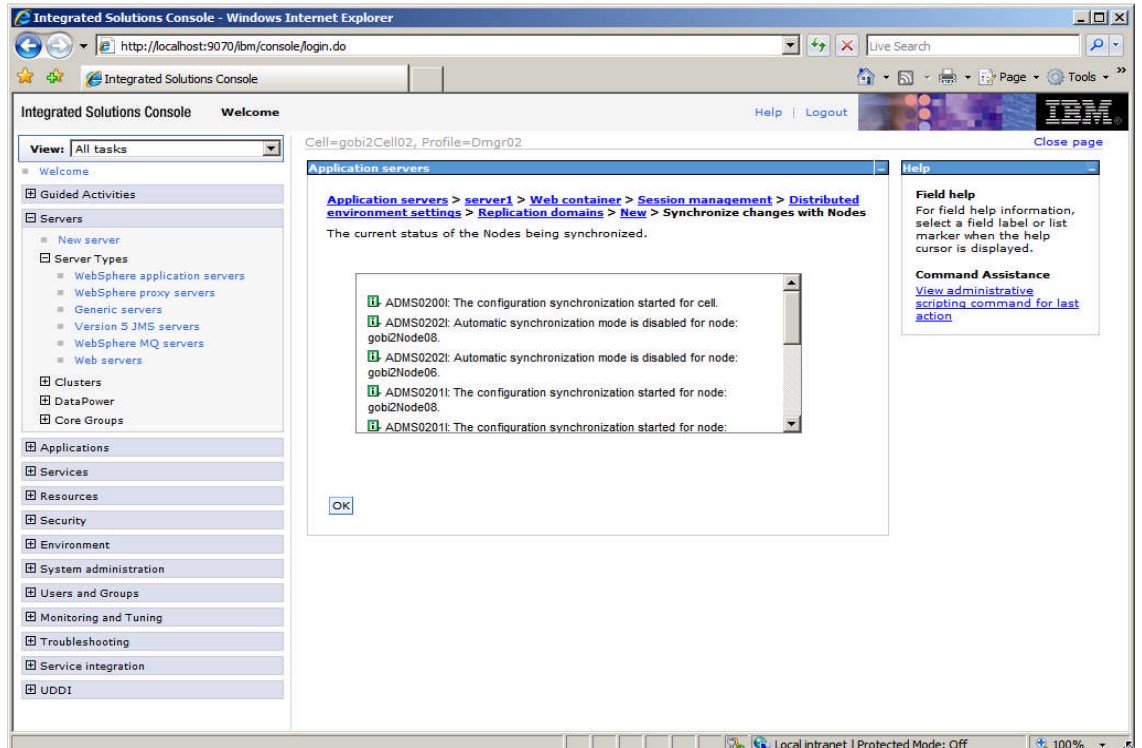 Integrated Solutions Console - Windows Internet Explorer
http://localhost:9070/ibm/console/login.do
Live Search
Integrated Solutions Console
Page
Tools
Integrated Solutions Console Welcome
Help | Logout
IBM
View: All tasks
Welcome
Guided Activities
Servers
New server
Server Types
WebSphere application servers
WebSphere proxy servers
Generic servers
Version 5 JMS servers
WebSphere MQ servers
Web servers
Clusters
DataPower
Core Groups
Applications
Services
Resources
Security
Environment
System administration
Users and Groups
Monitoring and Tuning
Troubleshooting
Service integration
UDDI
Cell=gobi2Cell02, Profile=Dmgr02
Close page
Application servers
Application servers > server1 > Web container > Session management > Distributed
environment settings > Replication domains > New > Synchronize changes with Nodes
The current status of the Nodes being synchronized.
ADMS0200I: The configuration synchronization started for cell.
ADMS0202I: Automatic synchronization mode is disabled for node:
gobi2Node08.
ADMS0202I: Automatic synchronization mode is disabled for node:
gobi2Node06.
ADMS0201I: The configuration synchronization started for node:
gobi2Node08.
ADMS0201I: The configuration synchronization started for node:
OK
Help
Field help
For field help information,
select a field label or list
marker when the help
cursor is displayed.
Command Assistance
View administrative
scripting command for last
action
Local intranet | Protected Mode: Off
100%